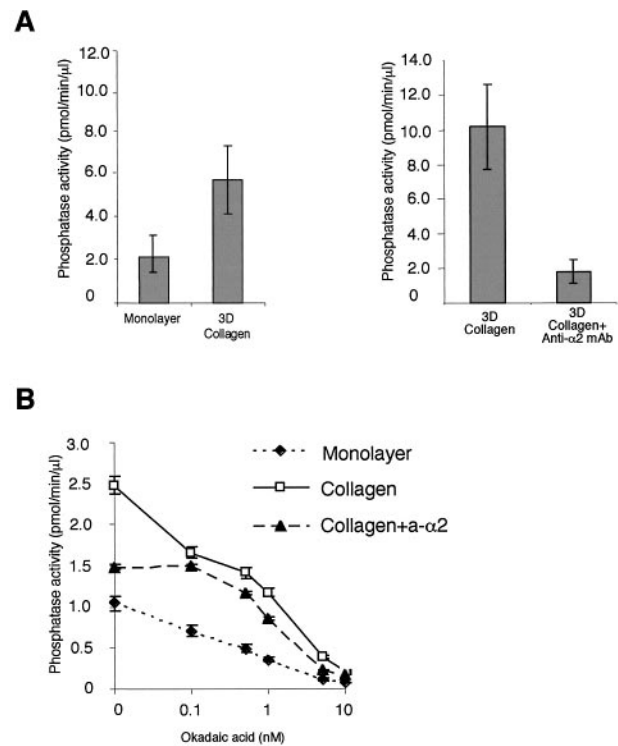 A
Phosphatase activity (pmol/min/µl)
12.0
10.0
8.0
6.0
4.0
2.0
0
Monolayer
3D
Collagen
Phosphatase activity (pmol/min/µl)
14.0
12.0
10.0
8.0
6.0
4.0
2.0
0
3D
Collagen
3D
Collagen+
Anti-α2 mAb
B
Phosphatase activity (pmol/min/µl)
3.0
2.5
2.0
1.5
1.0
0.5
0
Monolayer
Collagen
Collagen+a-α2
0
0.1
1
10
Okadaic acid (nM)